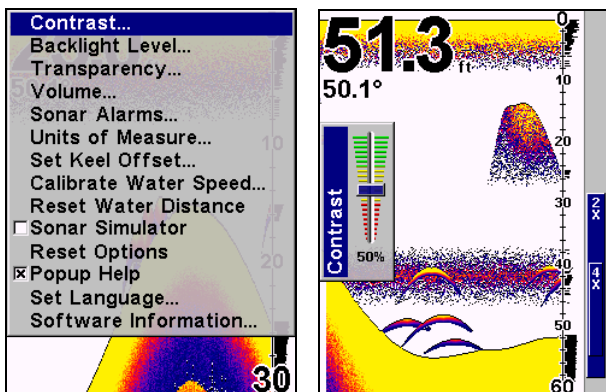 Contrast...
Backlight Level...
Transparency...
Volume...
Sonar Alarms...
Units of Measure...
Set Keel Offset...
Calibrate Water Speed...
Reset Water Distance
Sonar Simulator
Reset Options
Popup Help
Set Language...
Software Information...
10
20
30
51.3 ft
50.1°
Contrast
50%
0
10
20
30
40
50
60
2x
4x